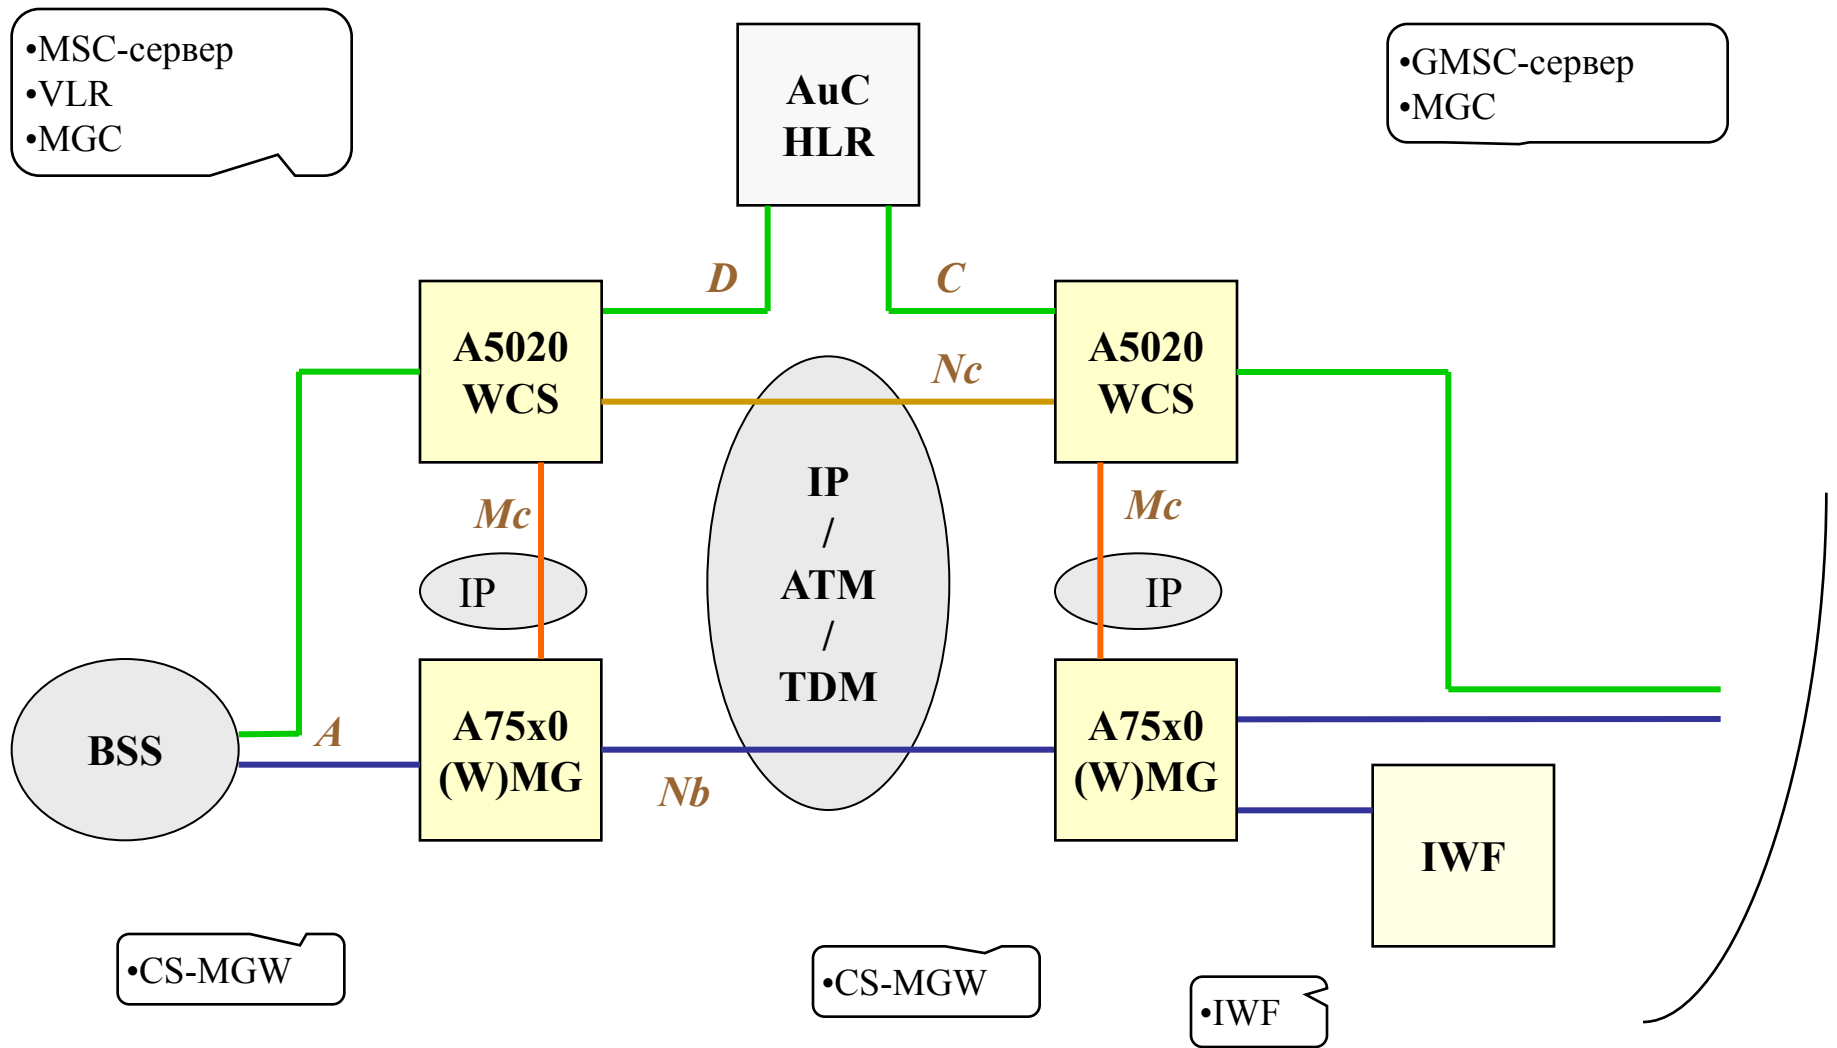 •MSC-сервер
•VLR
•MGC
AuC
HLR
•GMSC-сервер
•MGC
D
C
A5020
WCS
Nc
A5020
WCS
Mc
IP
/
ATM
/
TDM
Mc
IP
IP
BSS
A
A75x0
(W)MG
Nb
A75x0
(W)MG
IWF
•CS-MGW
•CS-MGW
•IWF